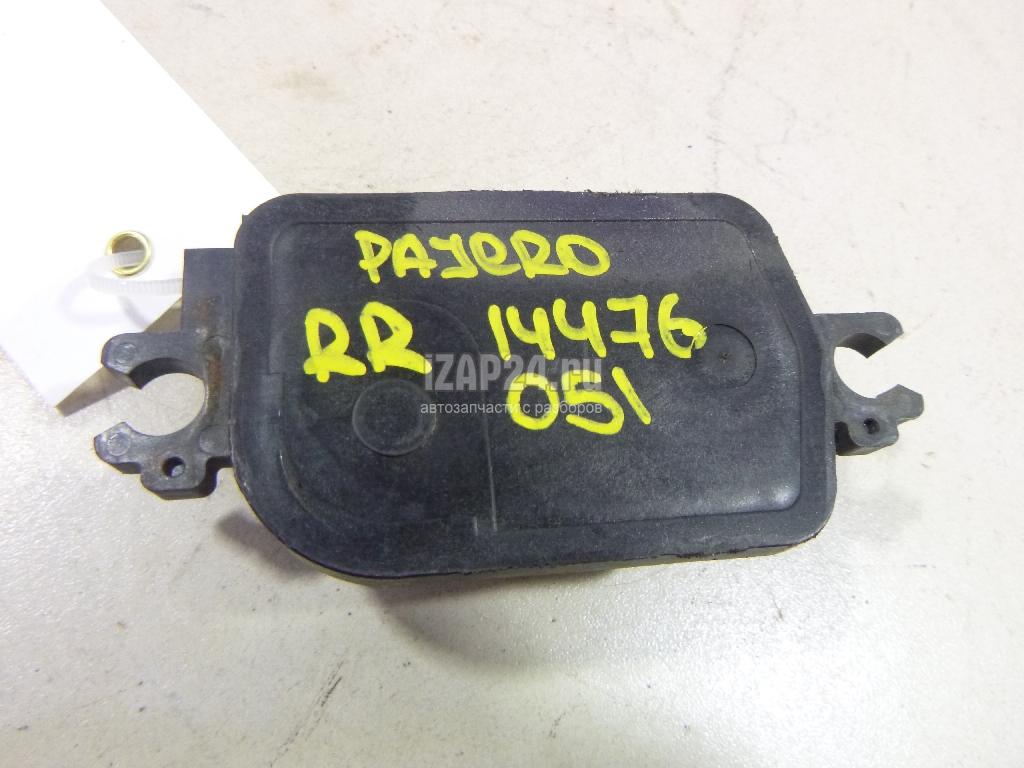 PAJERO
RR 14476
051
iZAP24.ru
автозапчасти с разборов